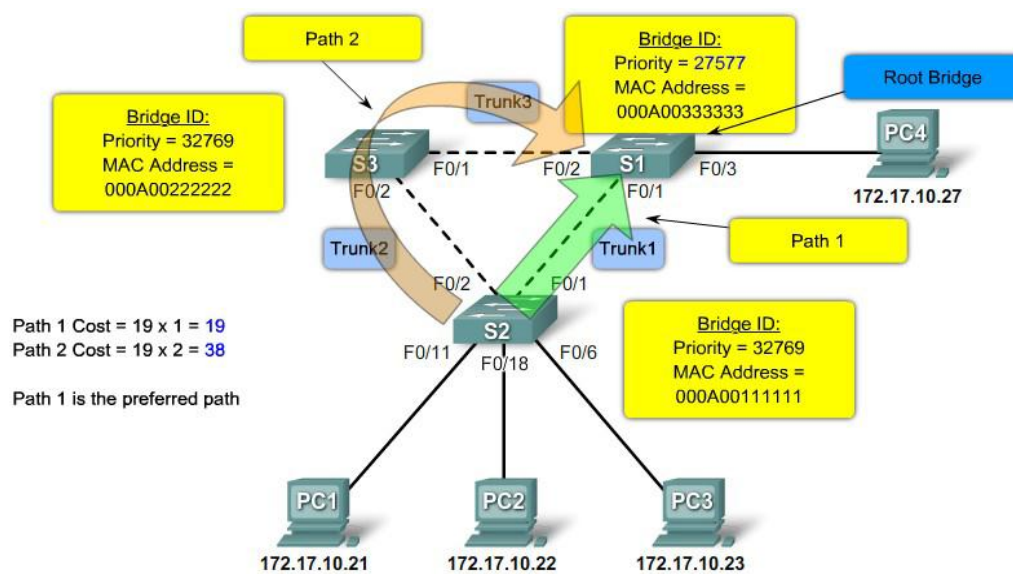 Path 2
Bridge ID:
Priority = 27577
MAC Address =
000A00333333
Root Bridge
Bridge ID:
Priority = 32769
MAC Address =
000A00222222
Trunk3
S3
F0/1
F0/2
S1
F0/3
PC4
172.17.10.27
F0/2
F0/1
Trunk2
Trunk1
Path 1
F0/2
F0/1
Path 1 Cost = 19 x 1 = 19
Path 2 Cost = 19 x 2 = 38
Path 1 is the preferred path
S2
F0/11
F0/18
F0/6
Bridge ID:
Priority = 32769
MAC Address =
000A00111111
PC1
PC2
PC3
172.17.10.21
172.17.10.22
172.17.10.23